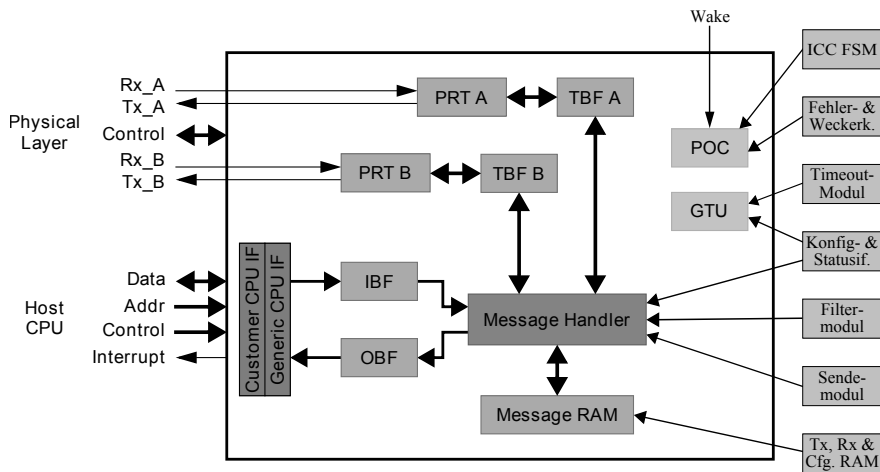 Wake
ICC FSM
Rx_A
Tx_A
PRT A
TBF A
Fehler- &
Weckerk.
Physical
Layer
Control
POC
Rx_B
Tx_B
PRT B
TBF B
Timeout-
Modul
GTU
Konfig- &
Statusif.
Customer CPU IF
Generic CPU IF
Data
IBF
Host
CPU
Addr
Message Handler
Filter-
modul
Control
Interrupt
OBF
Sende-
modul
Message RAM
Tx, Rx &
Cfg. RAM